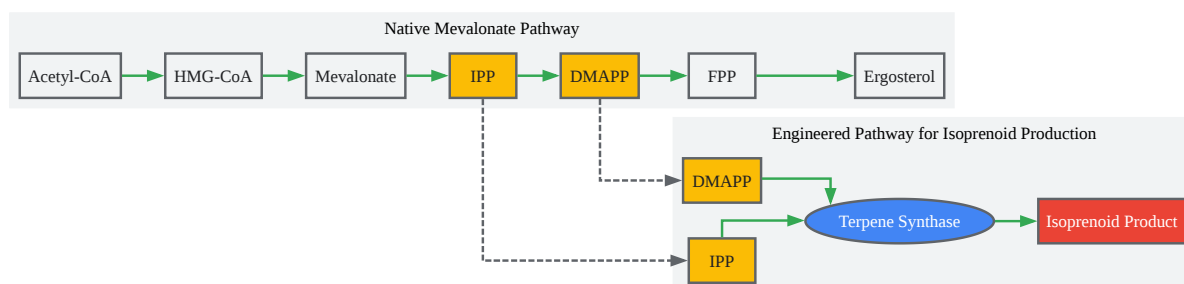 Native Mevalonate Pathway
Acetyl-CoA
HMG-CoA
Mevalonate
IPP
DMAPP
FPP
Ergosterol
Engineered Pathway for Isoprenoid Production
DMAPP
Terpene Synthase
Isoprenoid Product
IPP